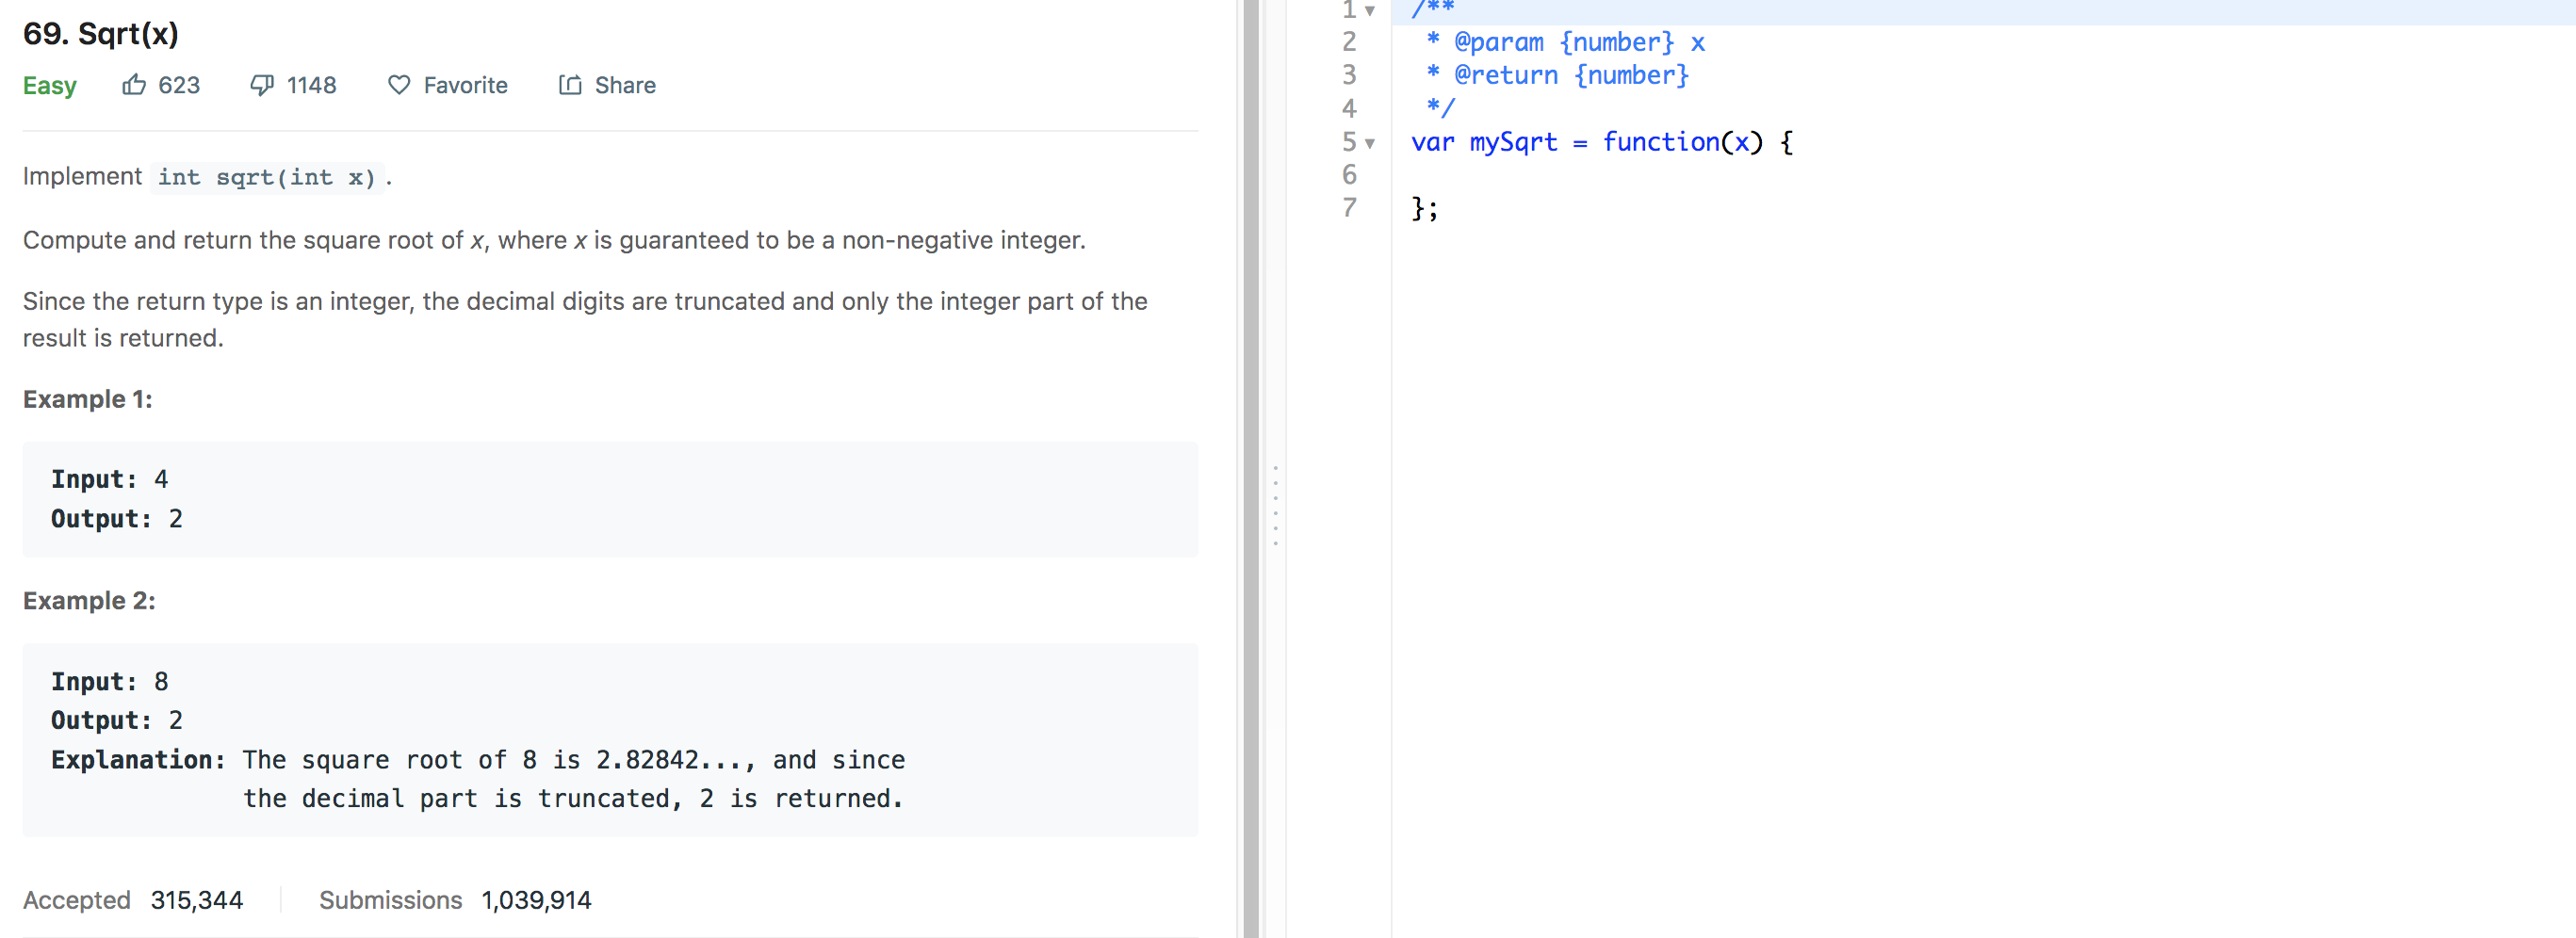 69. Sqrt(x)
Easy 623 1148 Favorite Share
Implement int sqrt(int x).
Compute and return the square root of x, where x is guaranteed to be a non-negative integer.
Since the return type is an integer, the decimal digits are truncated and only the integer part of the
result is returned.
Example 1:
Input: 4
Output: 2
Example 2:
Input: 8
Output: 2
Explanation: The square root of 8 is 2.82842..., and since
the decimal part is truncated, 2 is returned.
Accepted 315,344 Submissions 1,039,914
1 /**
2 * @param {number} x
3 * @return {number}
4 */
5 var mySqrt = function(x) {
6
7 };